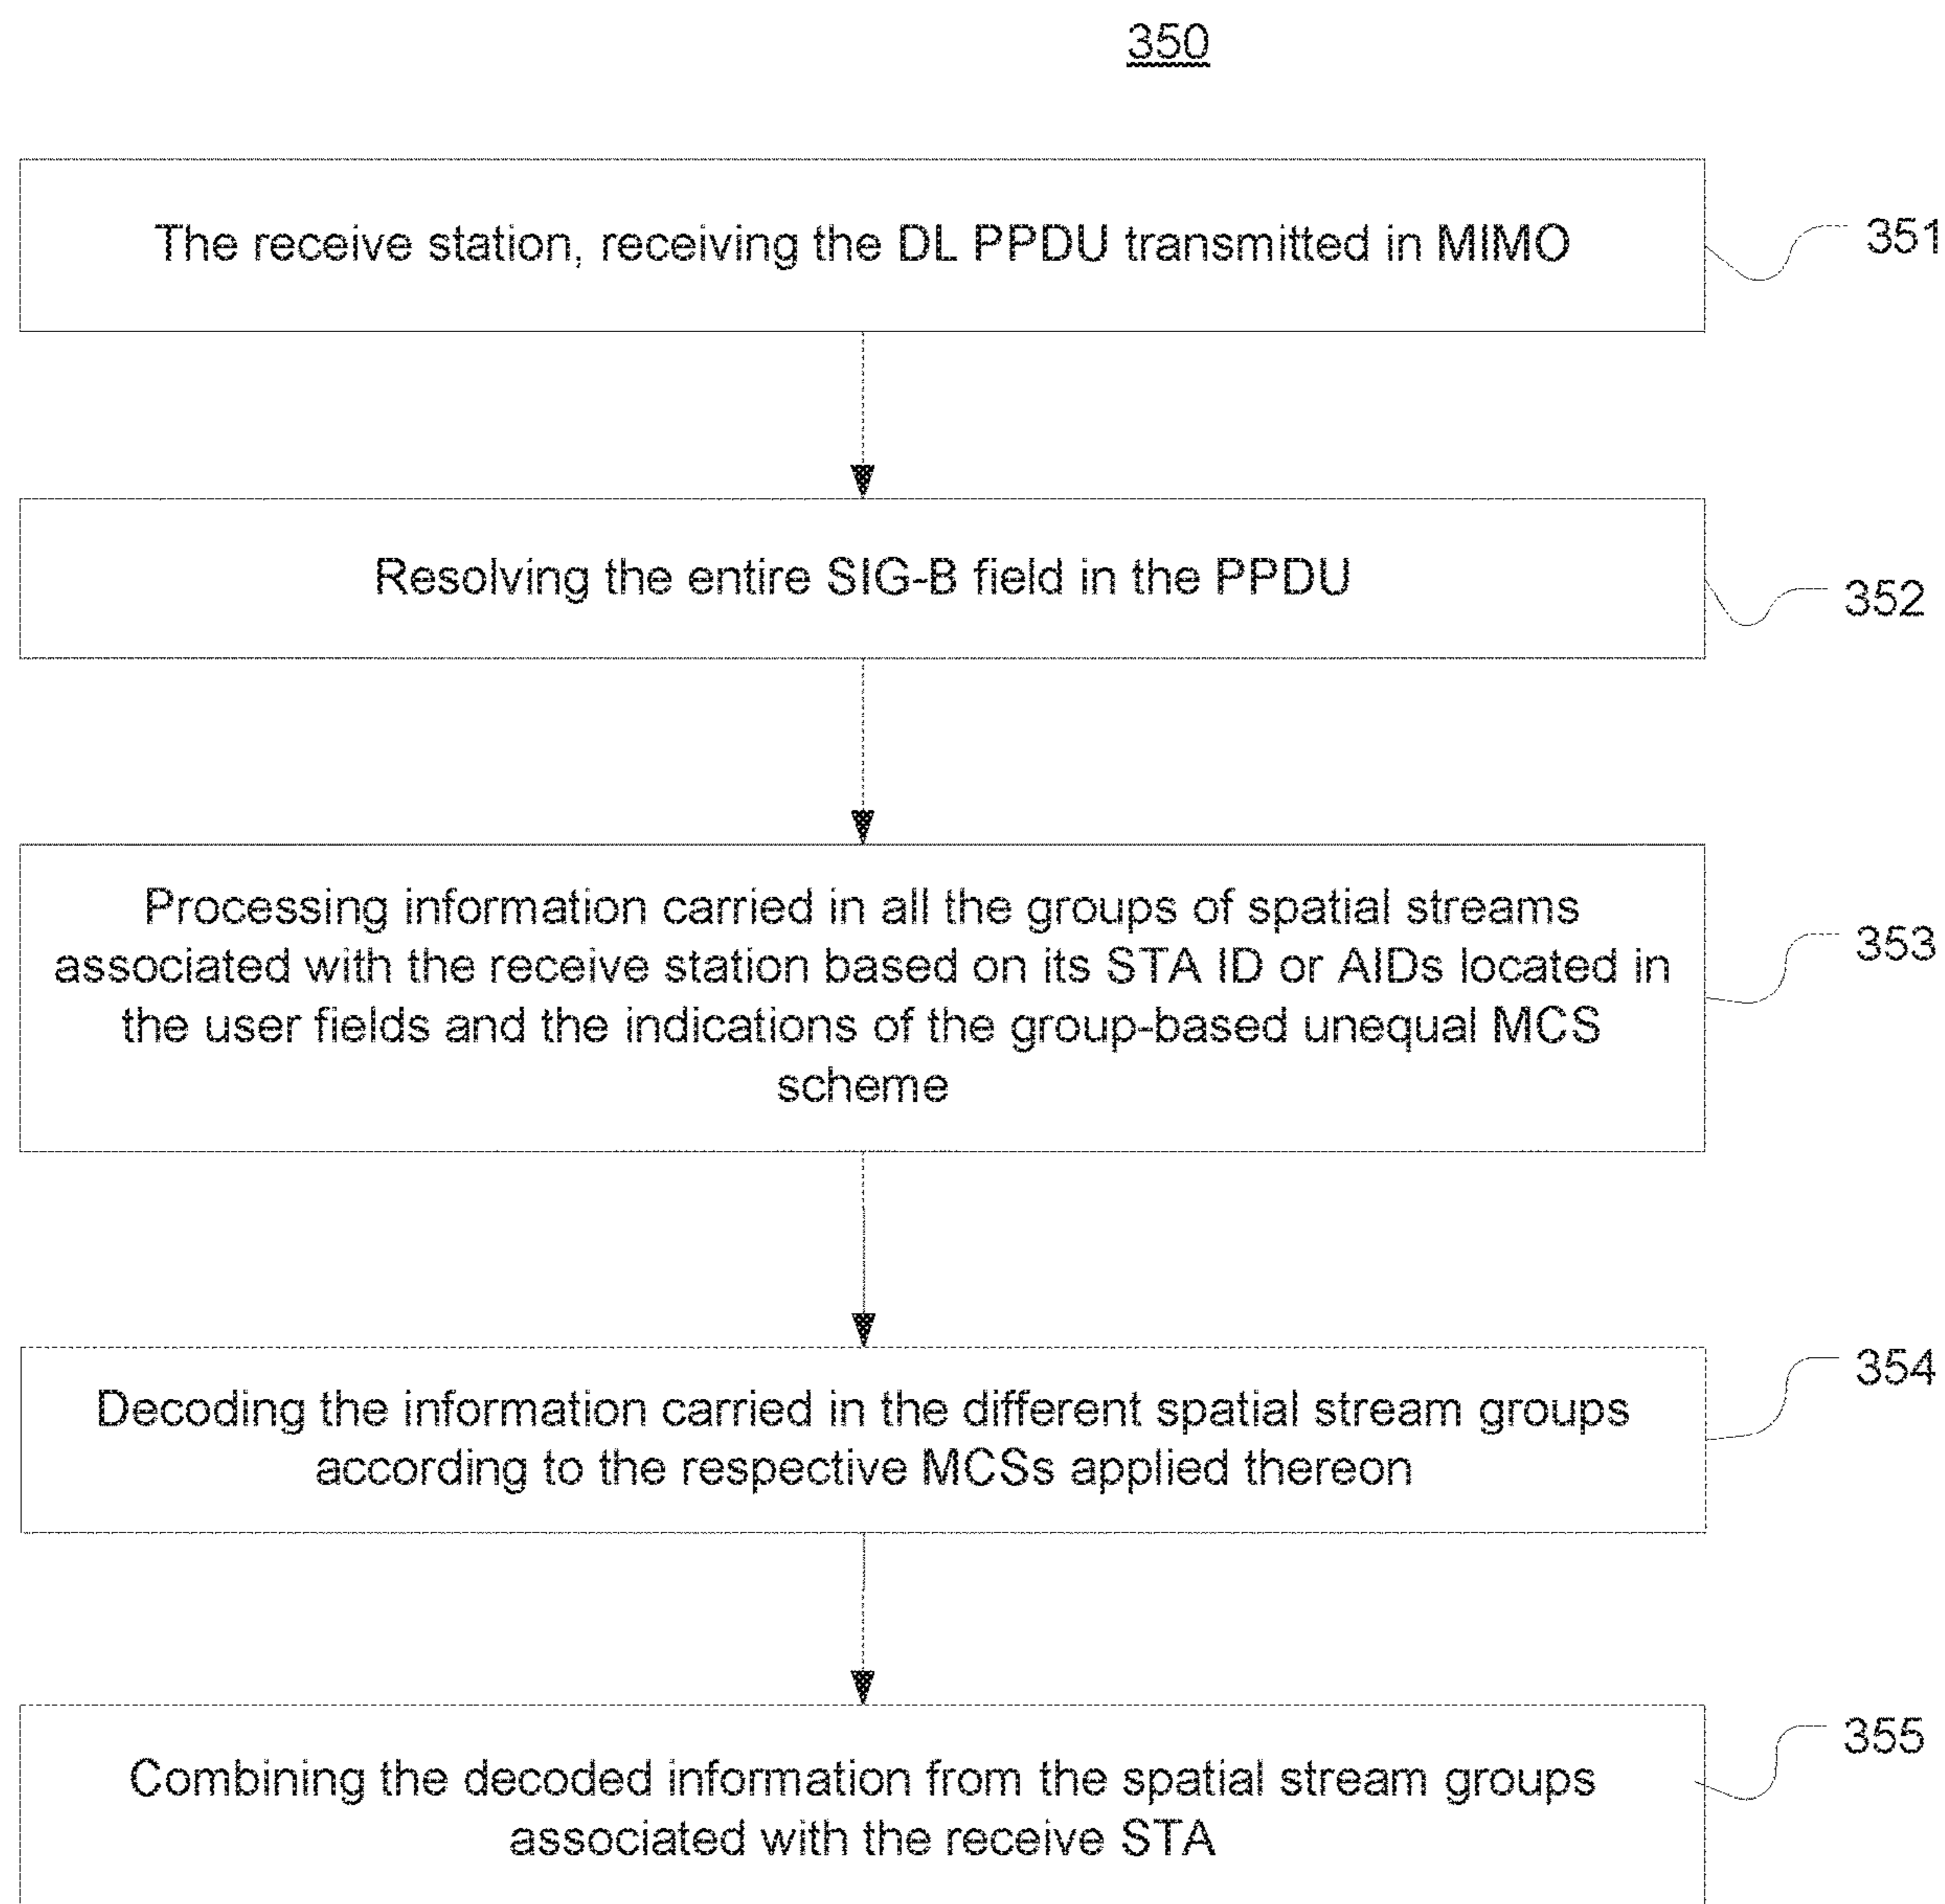 350
The receive station, receiving the DL PPDU transmitted in MIMO
351
Resolving the entire SIG-B field in the PPDU
352
Processing information carried in all the groups of spatial streams
associated with the receive station based on its STA ID or AIDs located in
the user fields and the indications of the group-based unequal MCS
scheme
353
Decoding the information carried in the different spatial stream groups
according to the respective MCSs applied thereon
354
Combining the decoded information from the spatial stream groups
associated with the receive STA
355